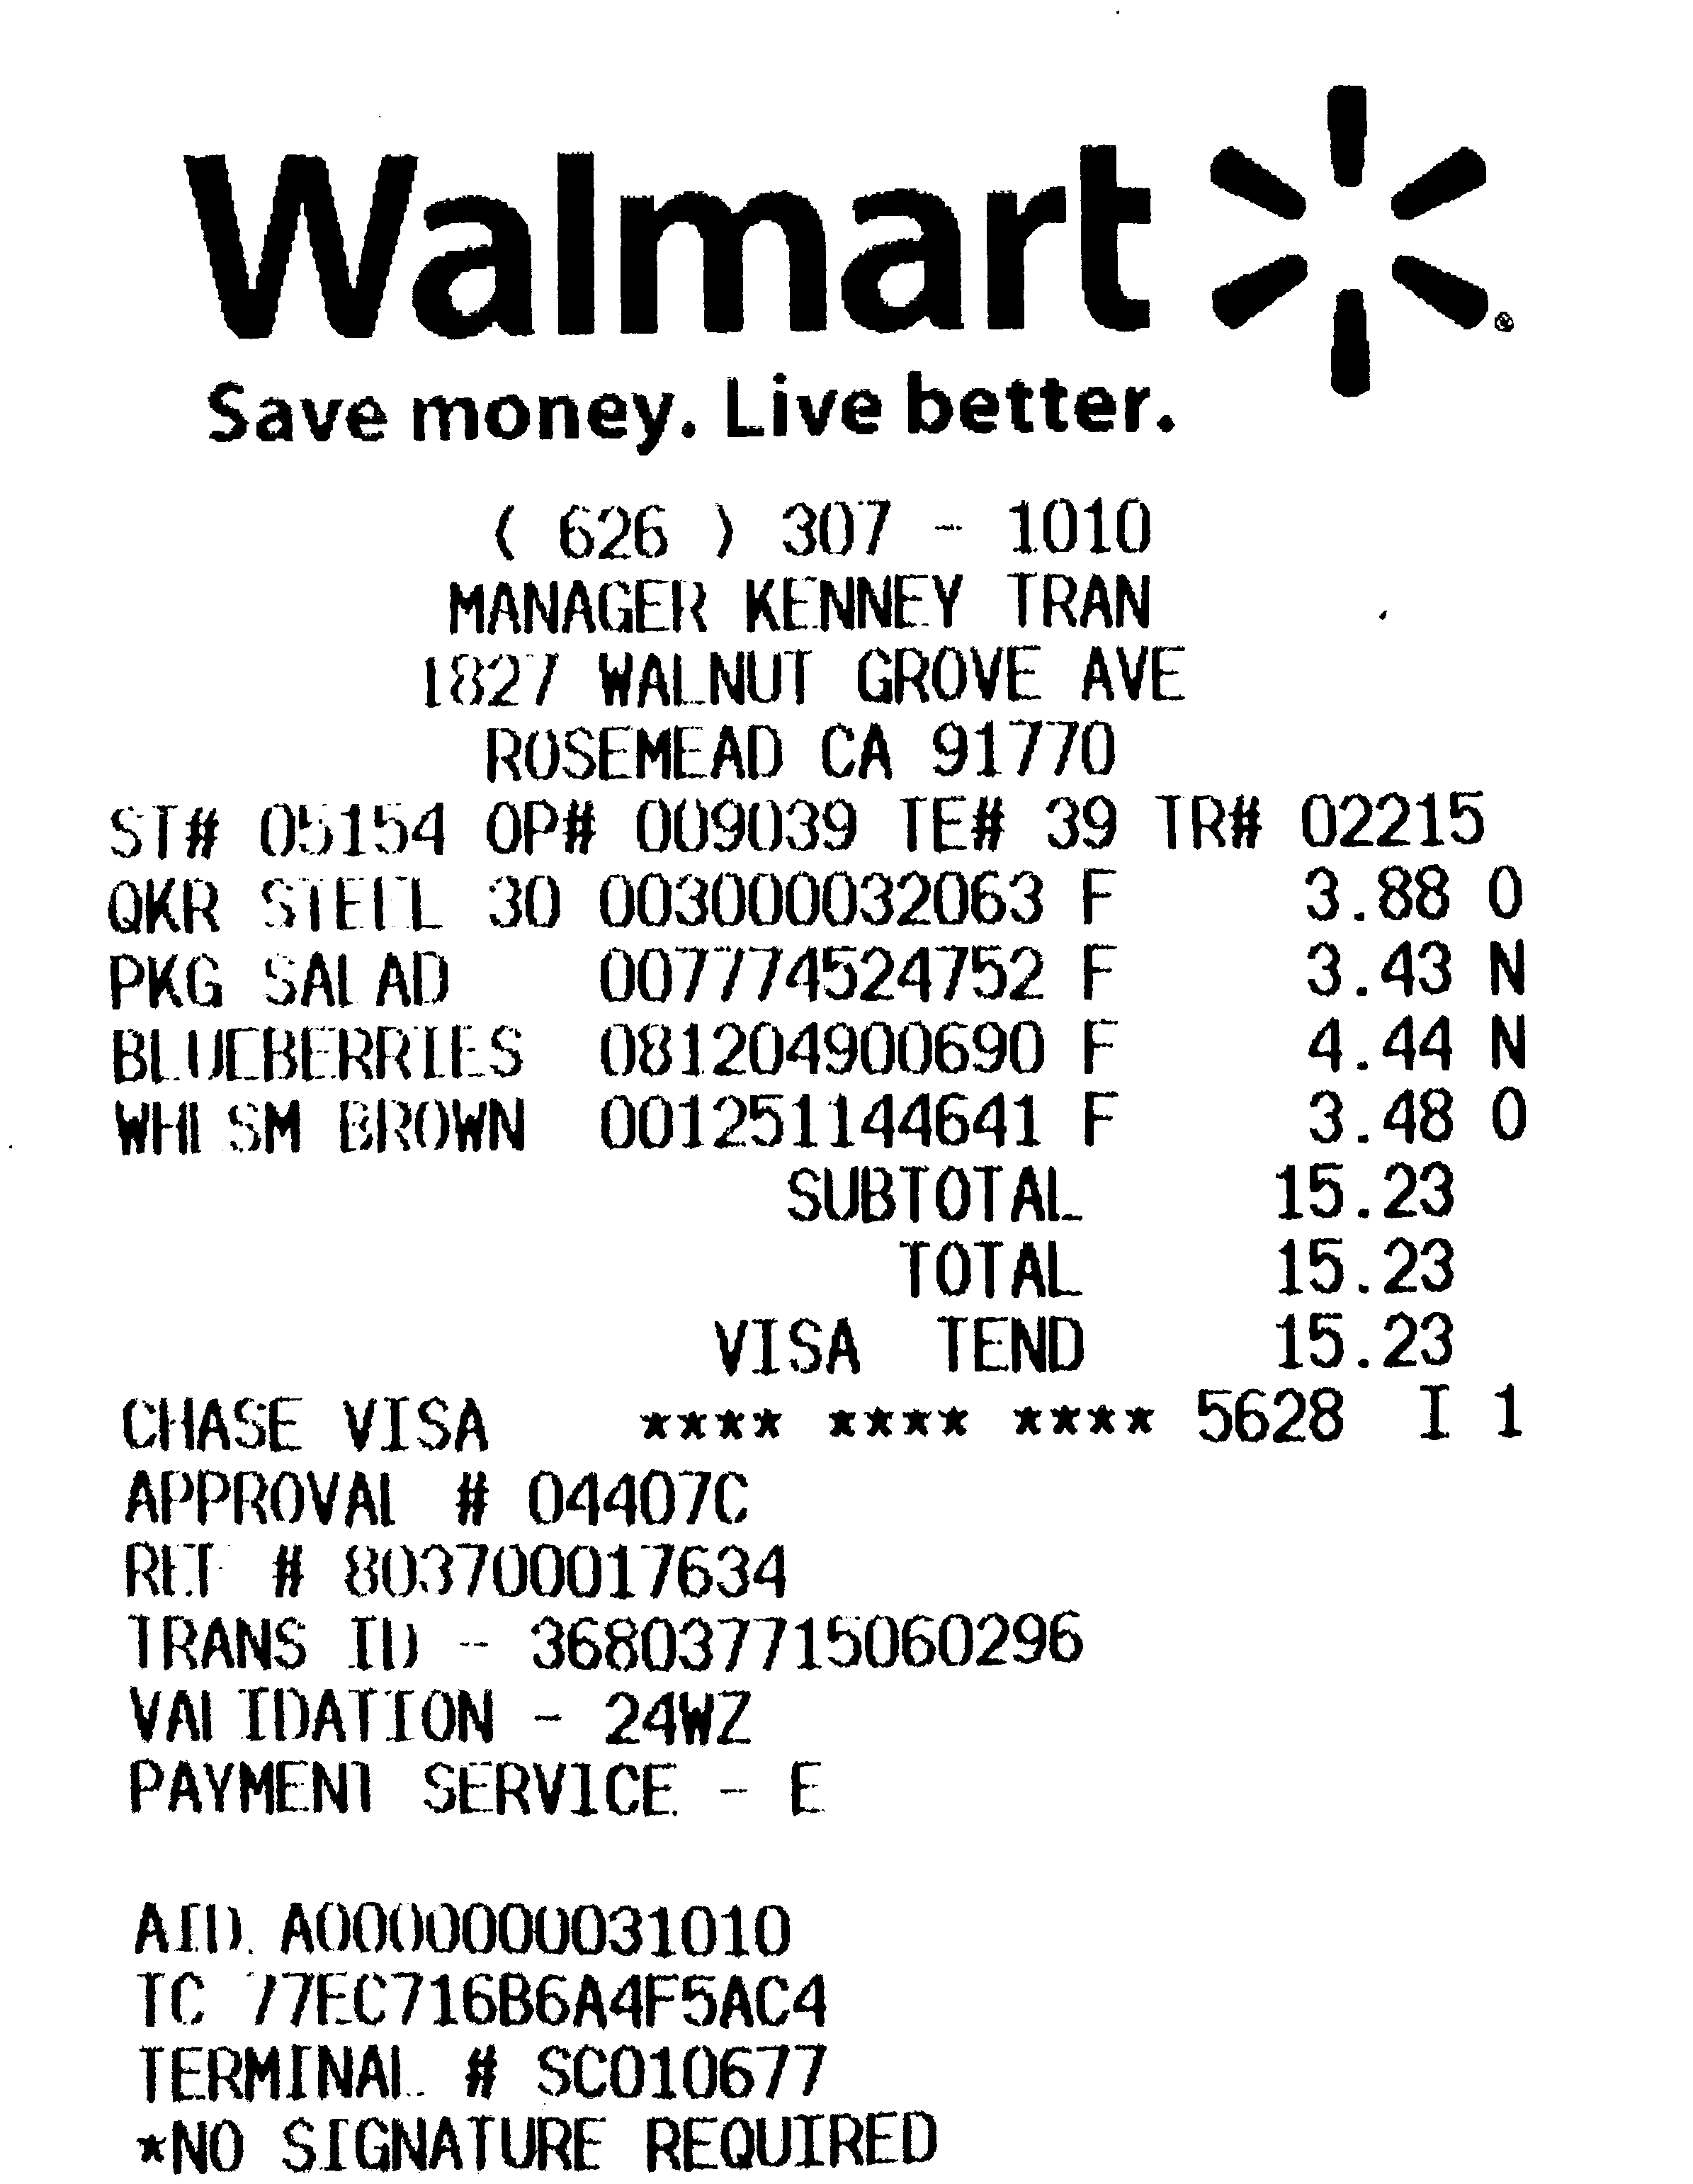 Walmart
Save money. Live better.
( 626 ) 307 - 1010
MANAGER KENNEY TRAN
1827 WALNUT GROVE AVE
ROSEMEAD CA 91770
ST# 05154 OP# 009039 TE# 39 TR# 02215
QKR STEEL 30 003000032063 F 3.88 O
PKG SALAD 007774524752 F 3.43 N
BLUEBERRIES 081204900690 F 4.44 N
WHLSM BROWN 001251144641 F 3.48 O
SUBTOTAL 15.23
TOTAL 15.23
VISA TEND 15.23
CHASE VISA **** **** **** 5628 I 1
APPROVAL # 04407C
REF # 803700017634
TRANS ID - 368037715060296
VALIDATION - 24WZ
PAYMENT SERVICE - E
AID A0000000031010
TC 77EC716B6A4F5AC4
TERMINAL # SC010677
*NO SIGNATURE REQUIRED